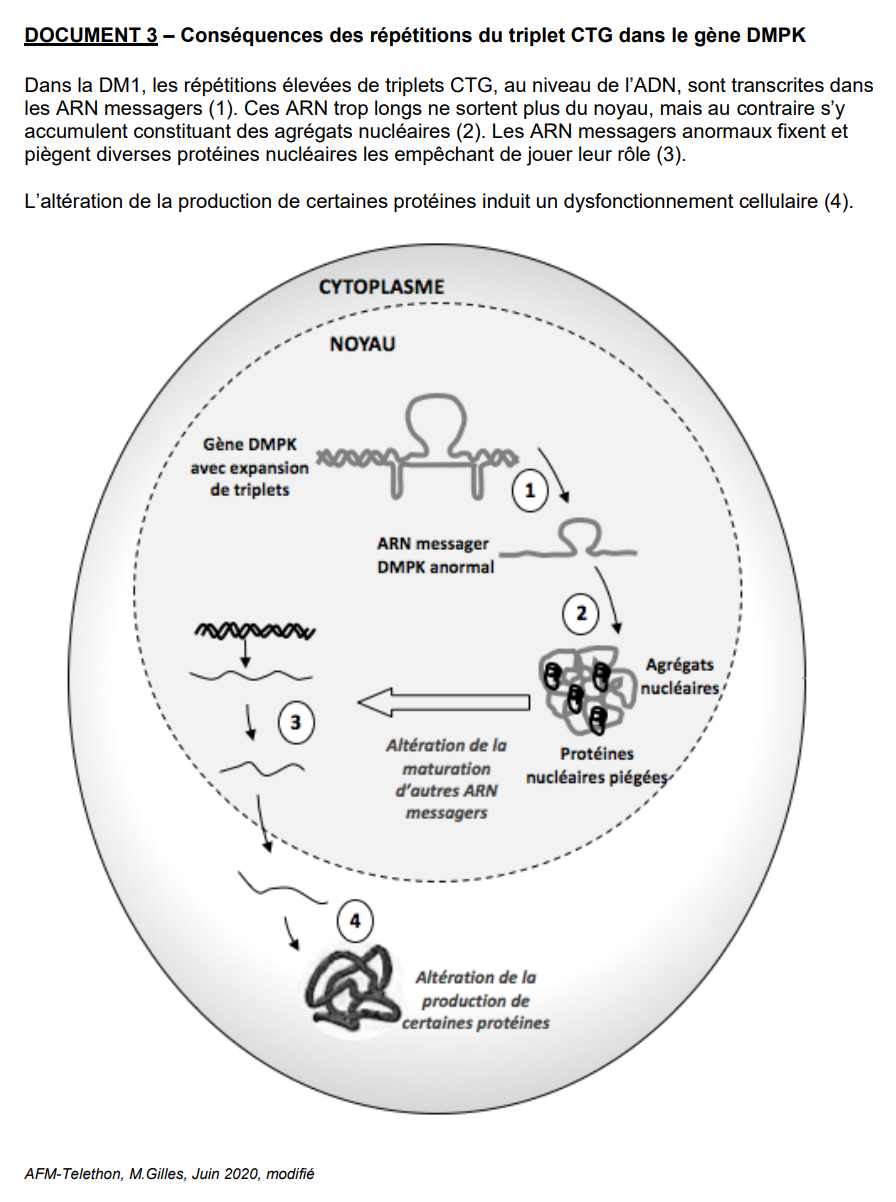 DOCUMENT 3 – Conséquences des répétitions du triplet CTG dans le gène DMPK
Dans la DM1, les répétitions élevées de triplets CTG, au niveau de l’ADN, sont transcrites dans
les ARN messagers (1). Ces ARN trop longs ne sortent plus du noyau, mais au contraire s’y
accumulent constituant des agrégats nucléaires (2). Les ARN messagers anormaux fixent et
piègent diverses protéines nucléaires les empêchant de jouer leur rôle (3).
L’altération de la production de certaines protéines induit un dysfonctionnement cellulaire (4).
CYTOPLASME
NOYAU
Gène DMPK
avec expansion
de triplets
1
ARN messager
DMPK anormal
2
Agrégats
nucléaires
3
Altération de la
maturation
d’autres ARN
messagers
Protéines
nucléaires piégées
4
Altération de la
production de
certaines protéines
AFM-Telethon, M.Gilles, Juin 2020, modifié